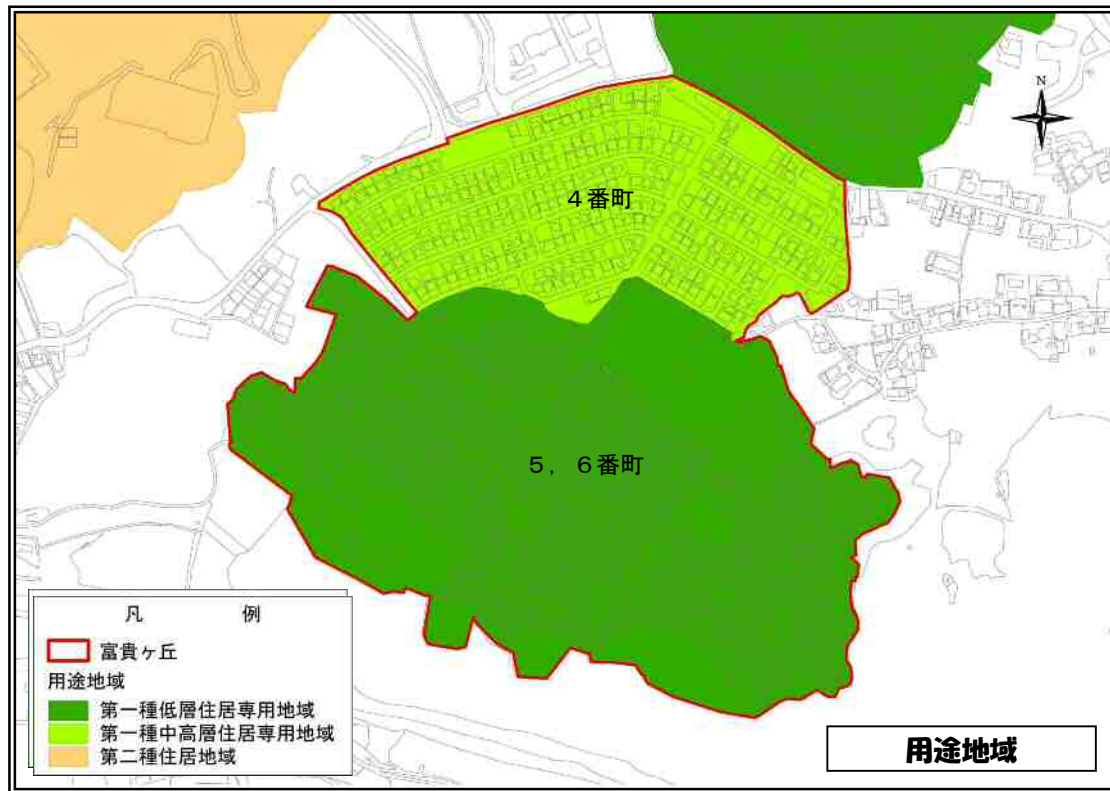 N
4番町
5,6番町
凡 例
富貴ヶ丘
用途地域
第一種低層住居専用地域
第一種中高層住居専用地域
第二種住居地域
用途地域